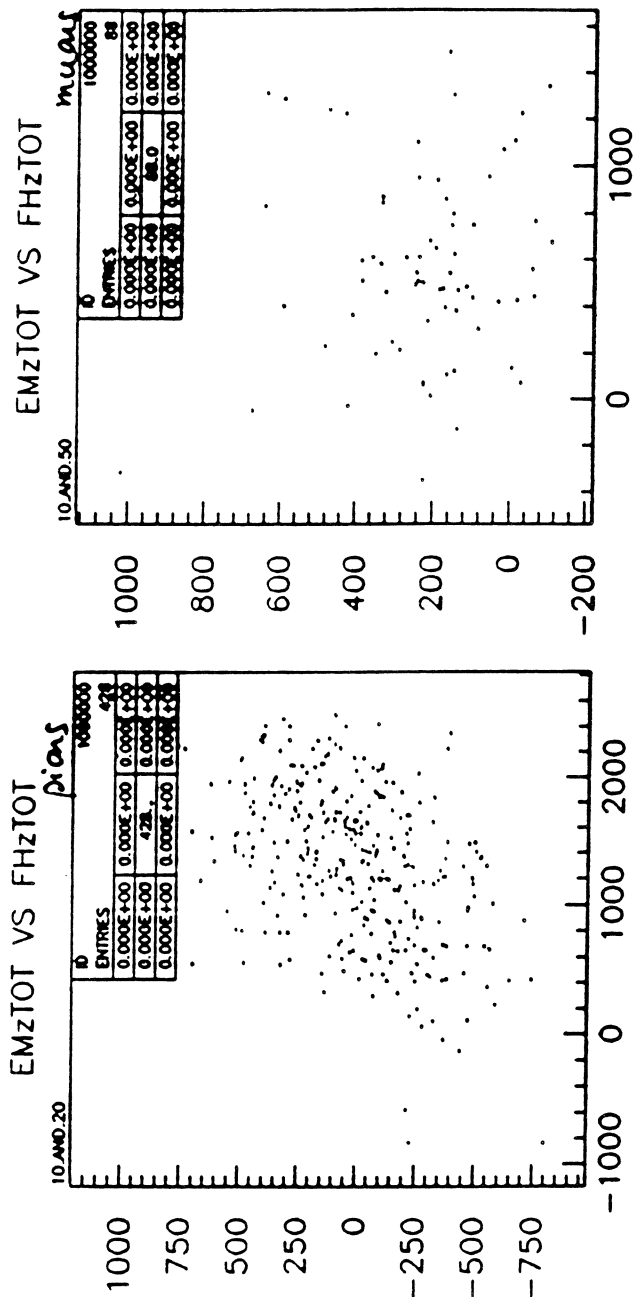 EMzTOT VS FHzTOT
pions
10.AND.20
ID 1000000
ENTRIES 428
0.000E+00 0.000E+00 0.000E+00
0.000E+00 428. 0.000E+00
0.000E+00 0.000E+00 0.000E+00
1000
750
500
250
0
-250
-500
-750
-1000 0 1000 2000
EMzTOT VS FHzTOT
muons
10.AND.50
ID 1000000
ENTRIES 88
0.000E+00 0.000E+00 0.000E+00
0.000E+00 88.0 0.000E+00
0.000E+00 0.000E+00 0.000E+00
1000
800
600
400
200
0
-200
0 1000